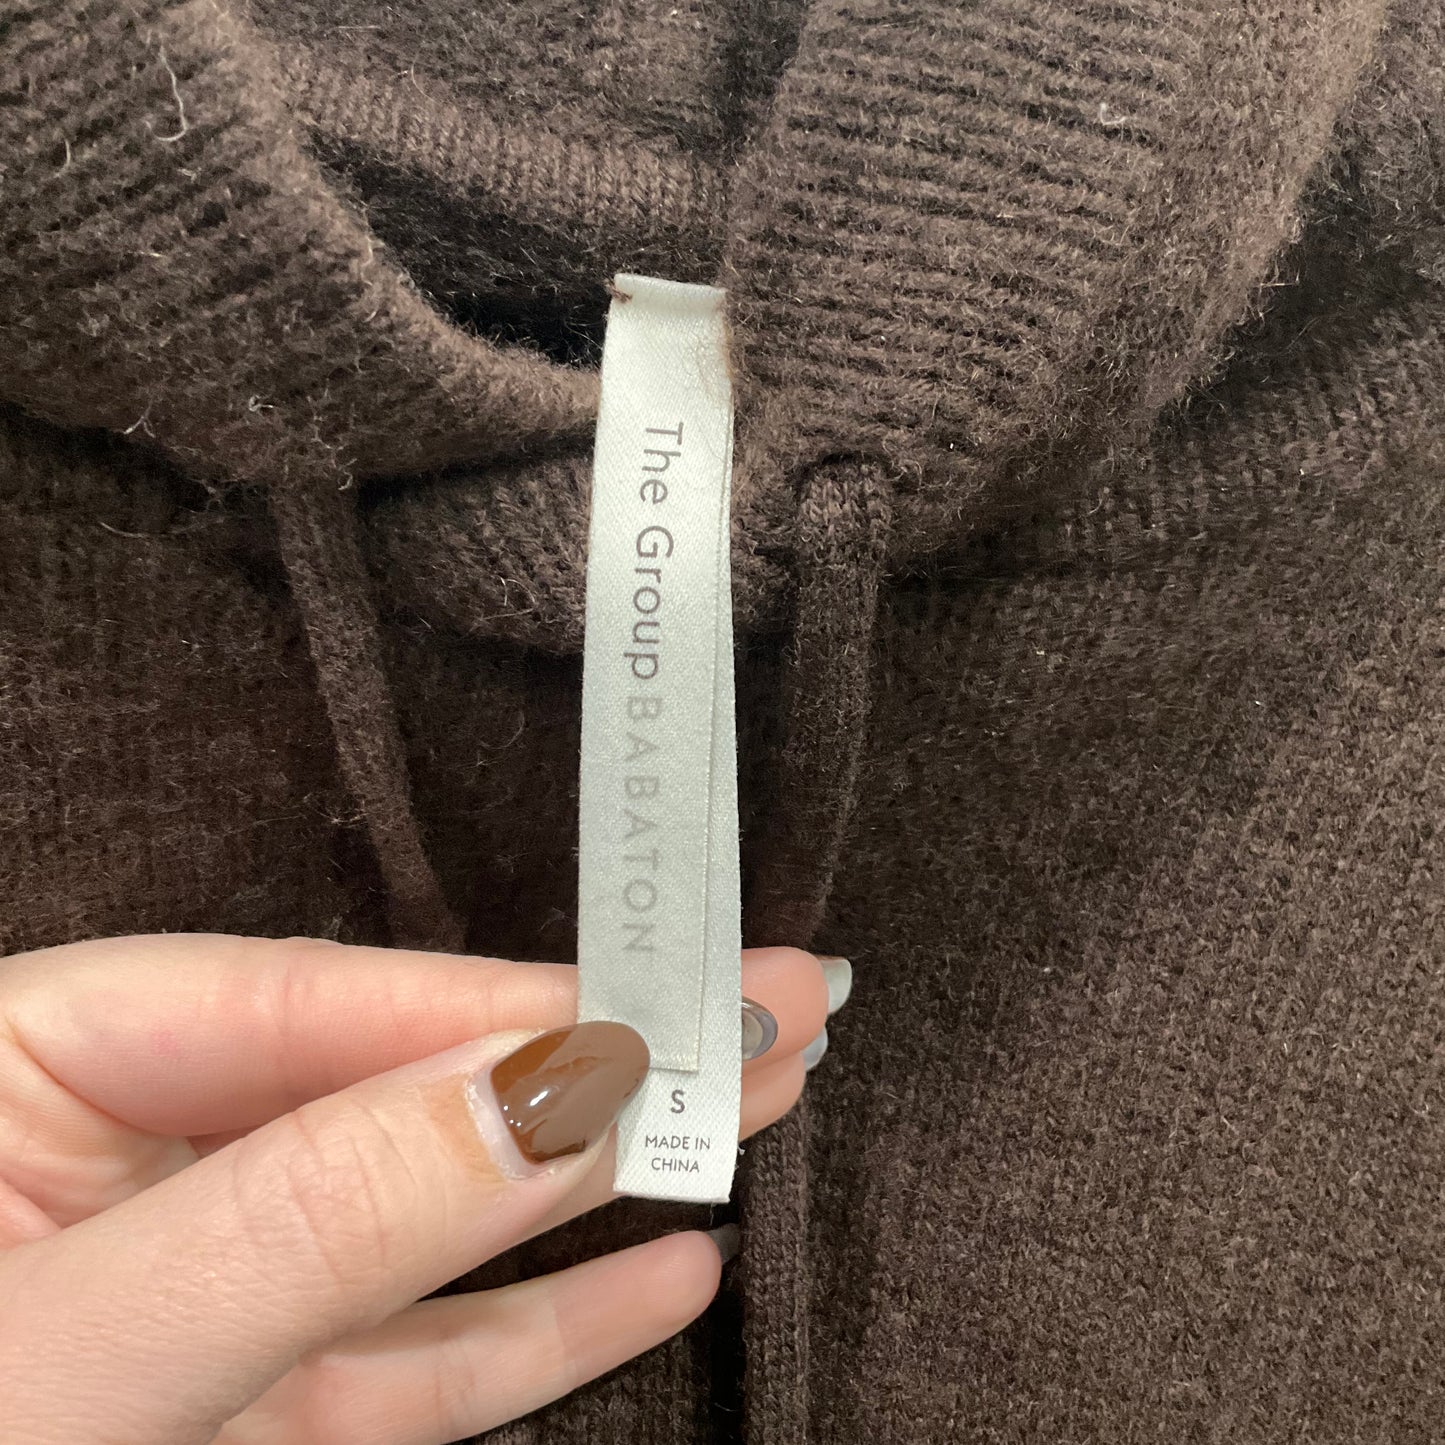 The Group BABATON
S
MADE IN
CHINA